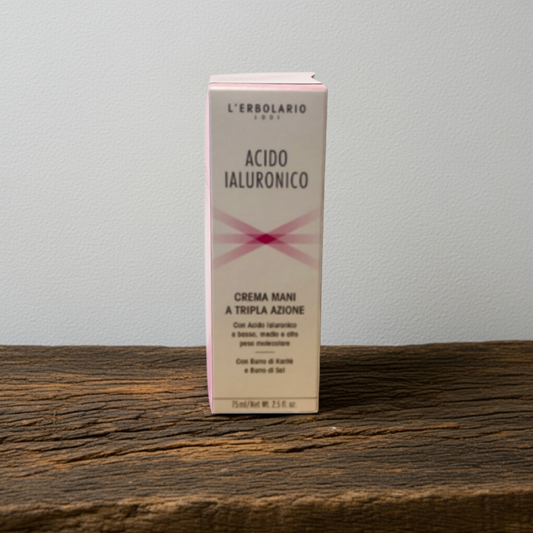 L'ERBOLARIO
LODI
ACIDO
IALURONICO
CREMA MANI
A TRIPLA AZIONE
Con Acido Ialuronico
a basso, medio e alto
peso molecolare
Con Burro di Karité
e Burro di Sal
75 ml/Net Wt. 2.5 fl. oz.